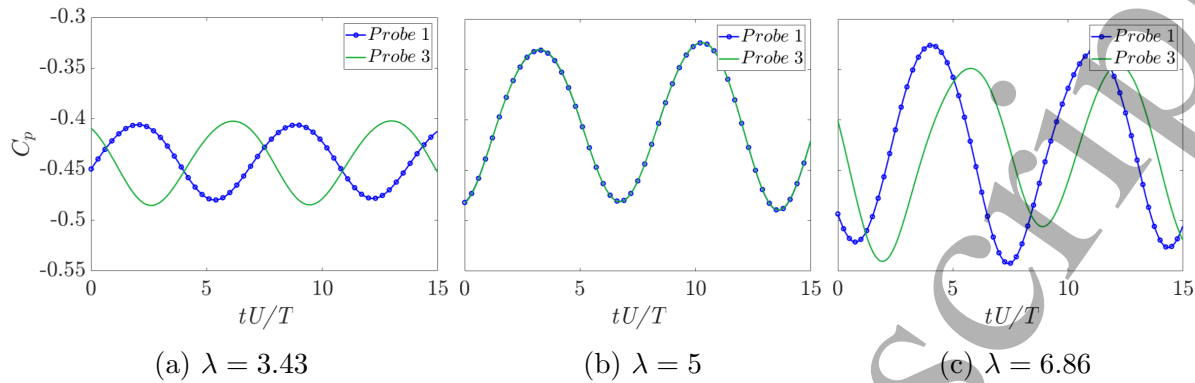 -0.3
-0.35
-0.4
-0.45
-0.5
-0.55
C_p
Probe 1
Probe 3
0 5 10 15
tU/T
(a) λ = 3.43
Probe 1
Probe 3
0 5 10 15
tU/T
(b) λ = 5
Probe 1
Probe 3
0 5 10 15
tU/T
(c) λ = 6.86
scrip